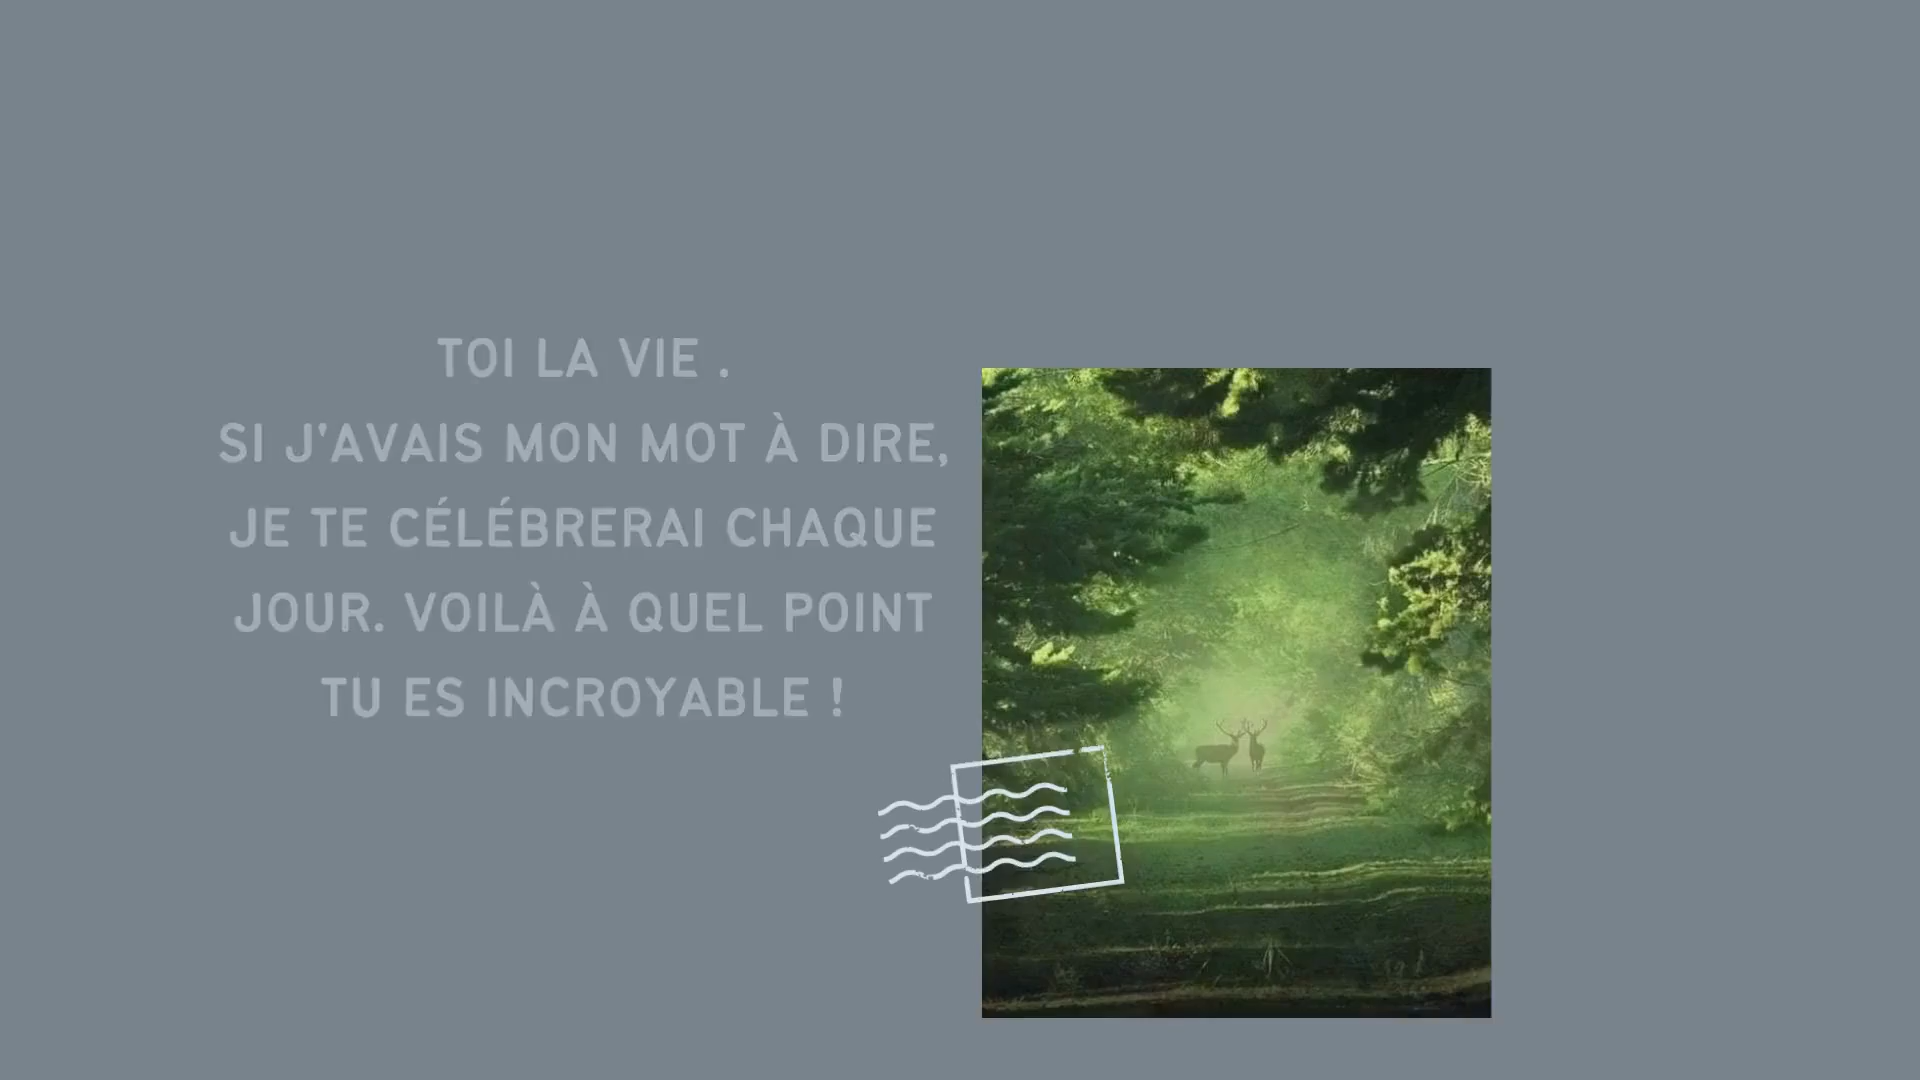 TOI LA VIE .
SI J'AVAIS MON MOT À DIRE,
JE TE CÉLÉBRERAI CHAQUE
JOUR. VOILÀ À QUEL POINT
TU ES INCROYABLE !